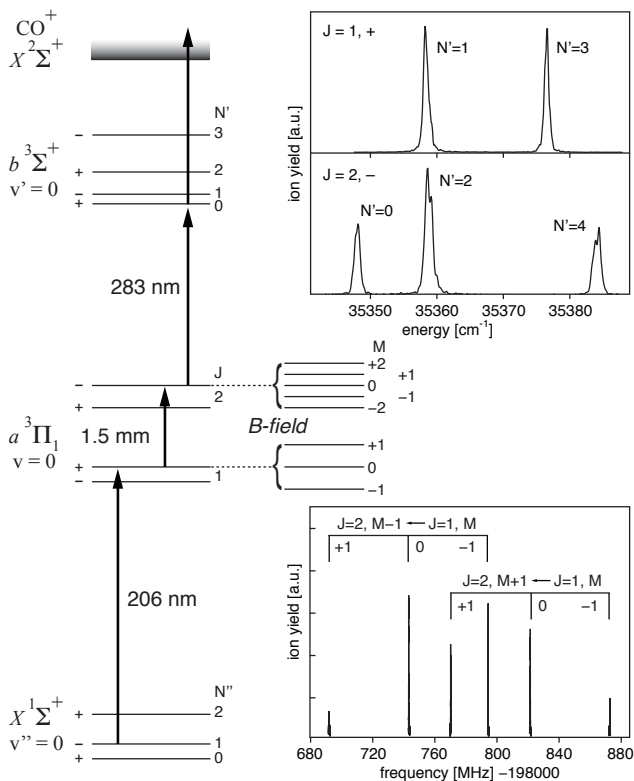 CO+
X ²Σ+
N'
− 3
b ³Σ+
+ 2
v' = 0
− 1
+ 0
283 nm
J
− 2
+
a ³Π₁
1.5 mm
v = 0
+ 1
−
206 nm
X ¹Σ+
N''
+ 2
v'' = 0
− 1
+ 0
M
+2
+1
0
−1
−2
B-field
+1
0
−1
J = 1, +
N'=1
N'=3
J = 2, −
N'=0
N'=2
N'=4
ion yield [a.u.]
35350 35360 35370 35380
energy [cm-1]
J=2, M−1 ← J=1, M
+1 0 −1
J=2, M+1 ← J=1, M
+1 0 −1
ion yield [a.u.]
680 720 760 800 840 880
frequency [MHz] −198000